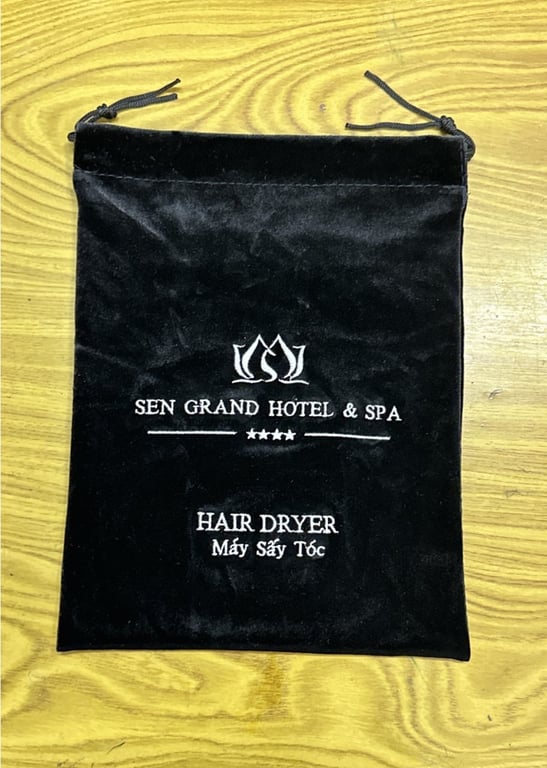 SEN GRAND HOTEL & SPA
★★★★
HAIR DRYER
Máy Sấy Tóc